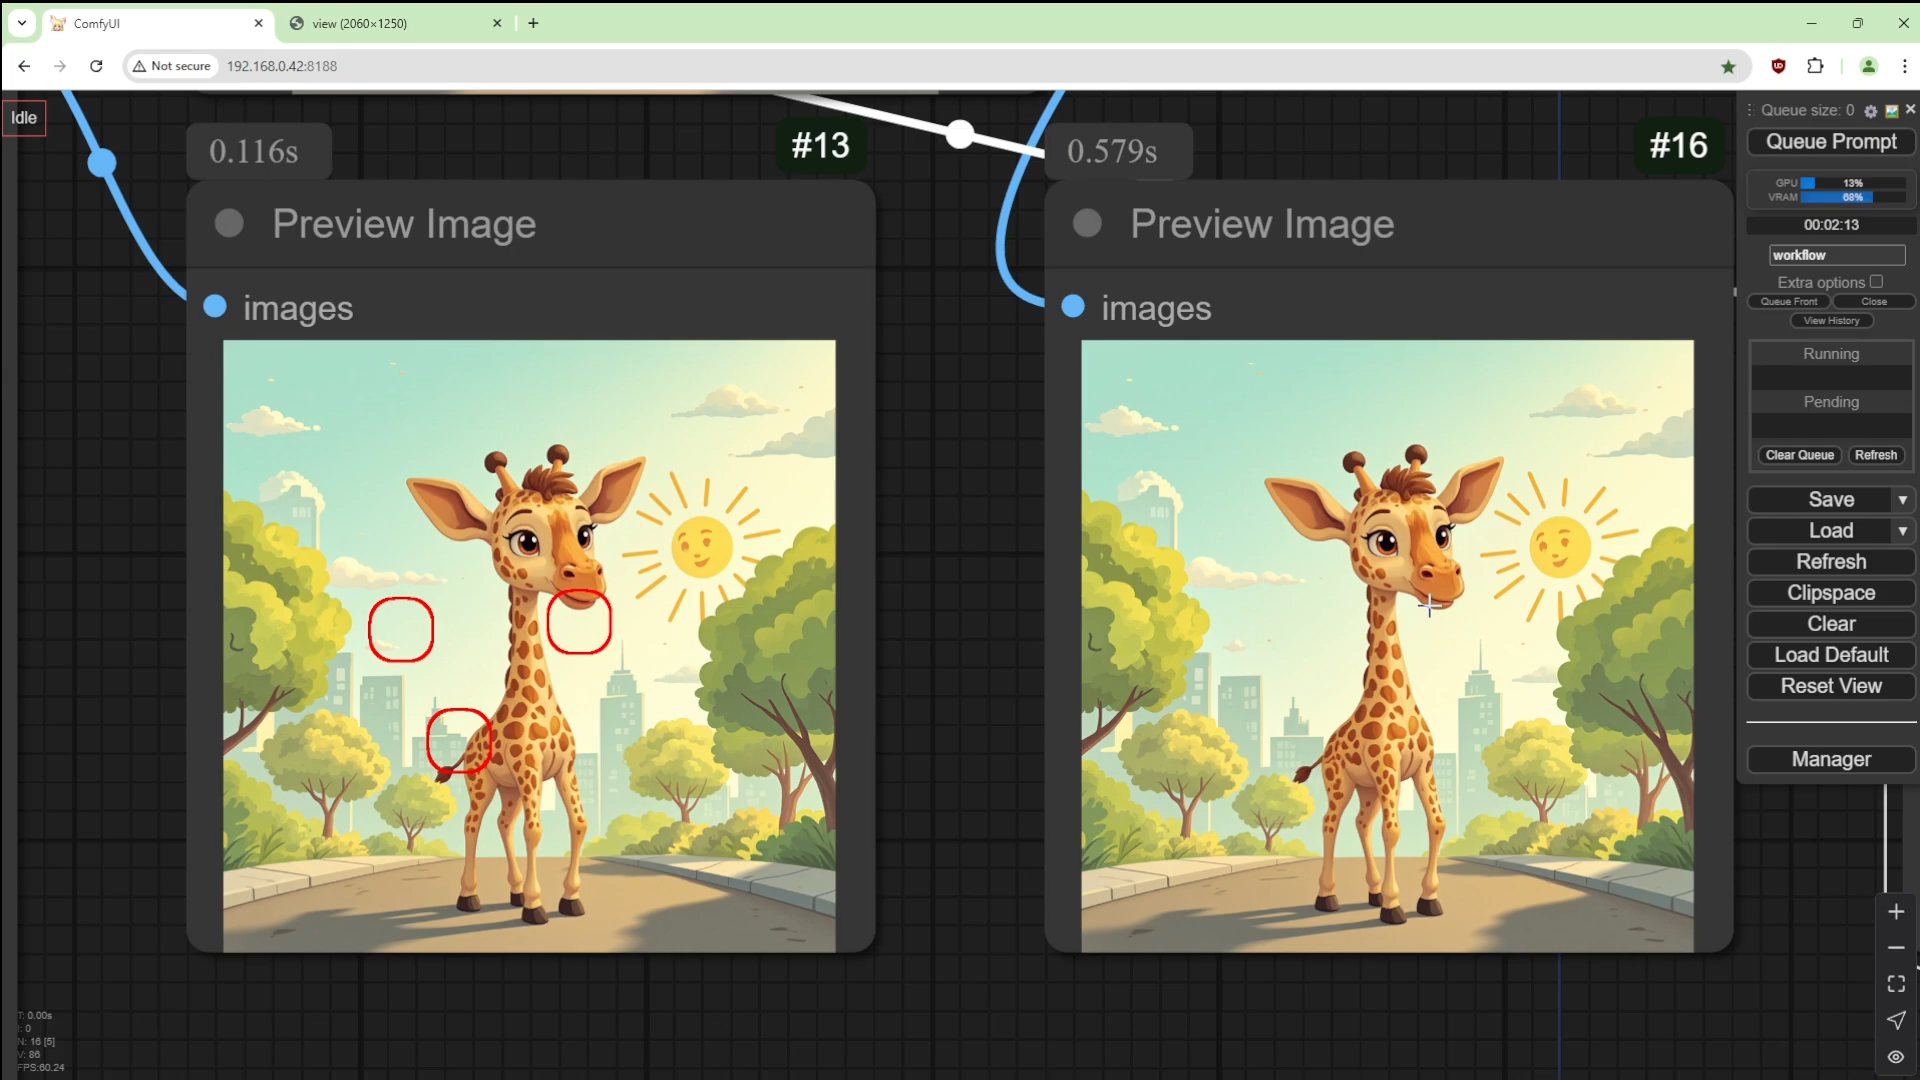 ComfyUI
view (2060×1250)
Not secure
192.168.0.42:8188
Idle
0.116s
#13
Preview Image
images
0.579s
#16
Preview Image
images
Queue size: 0
Queue Prompt
GPU 13%
VRAM 68%
00:02:13
workflow
Extra options
Queue Front
Close
View History
Running
Pending
Clear Queue
Refresh
Save
Load
Refresh
Clipspace
Clear
Load Default
Reset View
Manager
T: 0.00s
I: 0
N: 16 [5]
V: 86
FPS:60.24